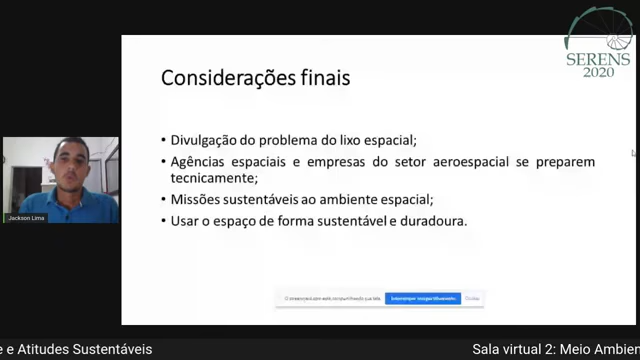 SERENS
2020
Considerações finais
• Divulgação do problema do lixo espacial;
• Agências espaciais e empresas do setor aeroespacial se preparem
tecnicamente;
• Missões sustentáveis ao ambiente espacial;
• Usar o espaço de forma sustentável e duradoura.
Jackson Lima
e e Atitudes Sustentáveis
Sala virtual 2: Meio Ambien